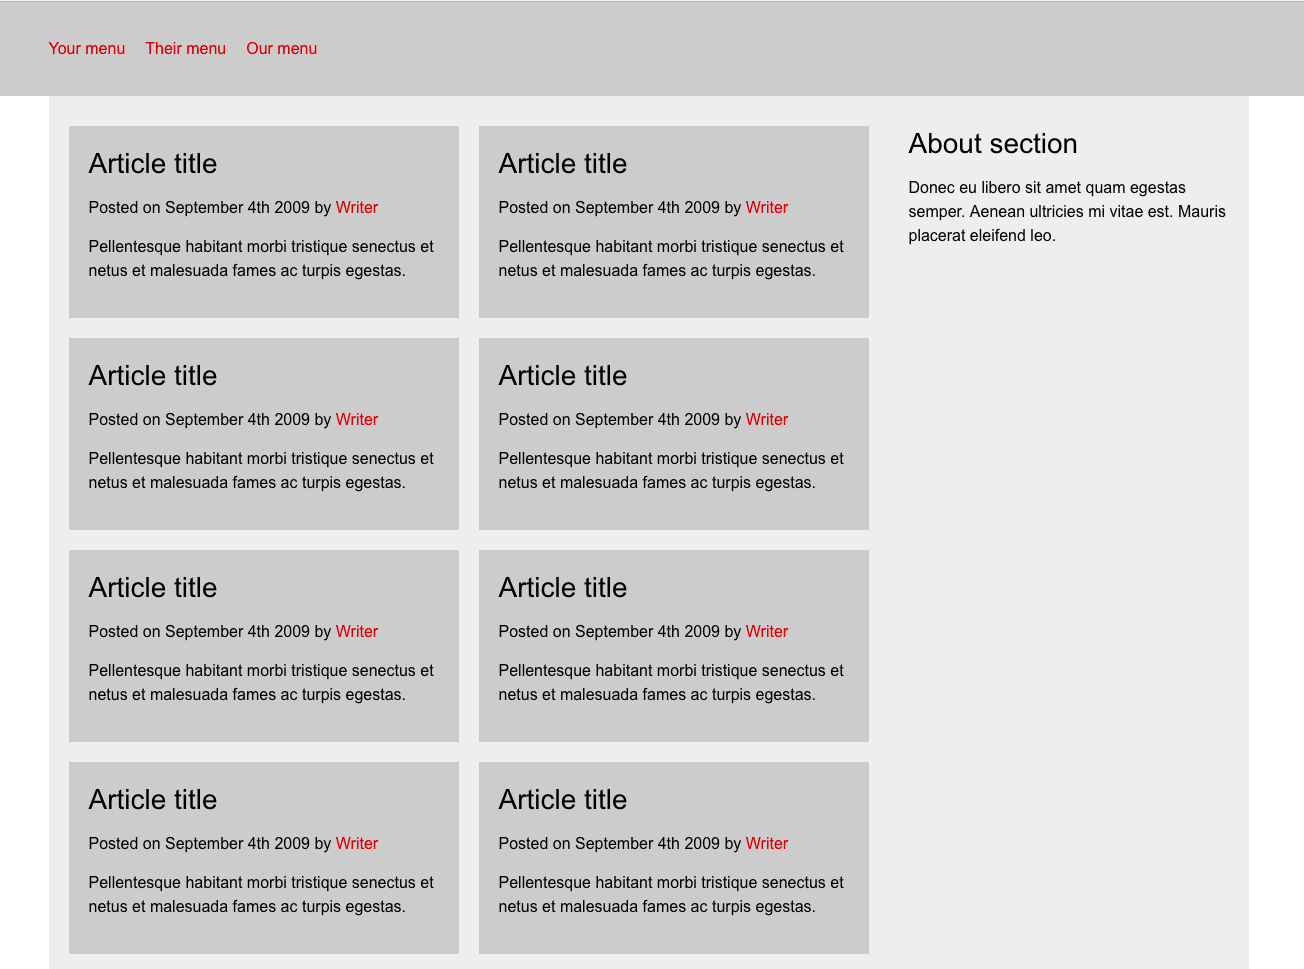 Your menu Their menu Our menu
Article title
Posted on September 4th 2009 by Writer
Pellentesque habitant morbi tristique senectus et
netus et malesuada fames ac turpis egestas.
Article title
Posted on September 4th 2009 by Writer
Pellentesque habitant morbi tristique senectus et
netus et malesuada fames ac turpis egestas.
Article title
Posted on September 4th 2009 by Writer
Pellentesque habitant morbi tristique senectus et
netus et malesuada fames ac turpis egestas.
Article title
Posted on September 4th 2009 by Writer
Pellentesque habitant morbi tristique senectus et
netus et malesuada fames ac turpis egestas.
Article title
Posted on September 4th 2009 by Writer
Pellentesque habitant morbi tristique senectus et
netus et malesuada fames ac turpis egestas.
Article title
Posted on September 4th 2009 by Writer
Pellentesque habitant morbi tristique senectus et
netus et malesuada fames ac turpis egestas.
Article title
Posted on September 4th 2009 by Writer
Pellentesque habitant morbi tristique senectus et
netus et malesuada fames ac turpis egestas.
Article title
Posted on September 4th 2009 by Writer
Pellentesque habitant morbi tristique senectus et
netus et malesuada fames ac turpis egestas.
About section
Donec eu libero sit amet quam egestas
semper. Aenean ultricies mi vitae est. Mauris
placerat eleifend leo.